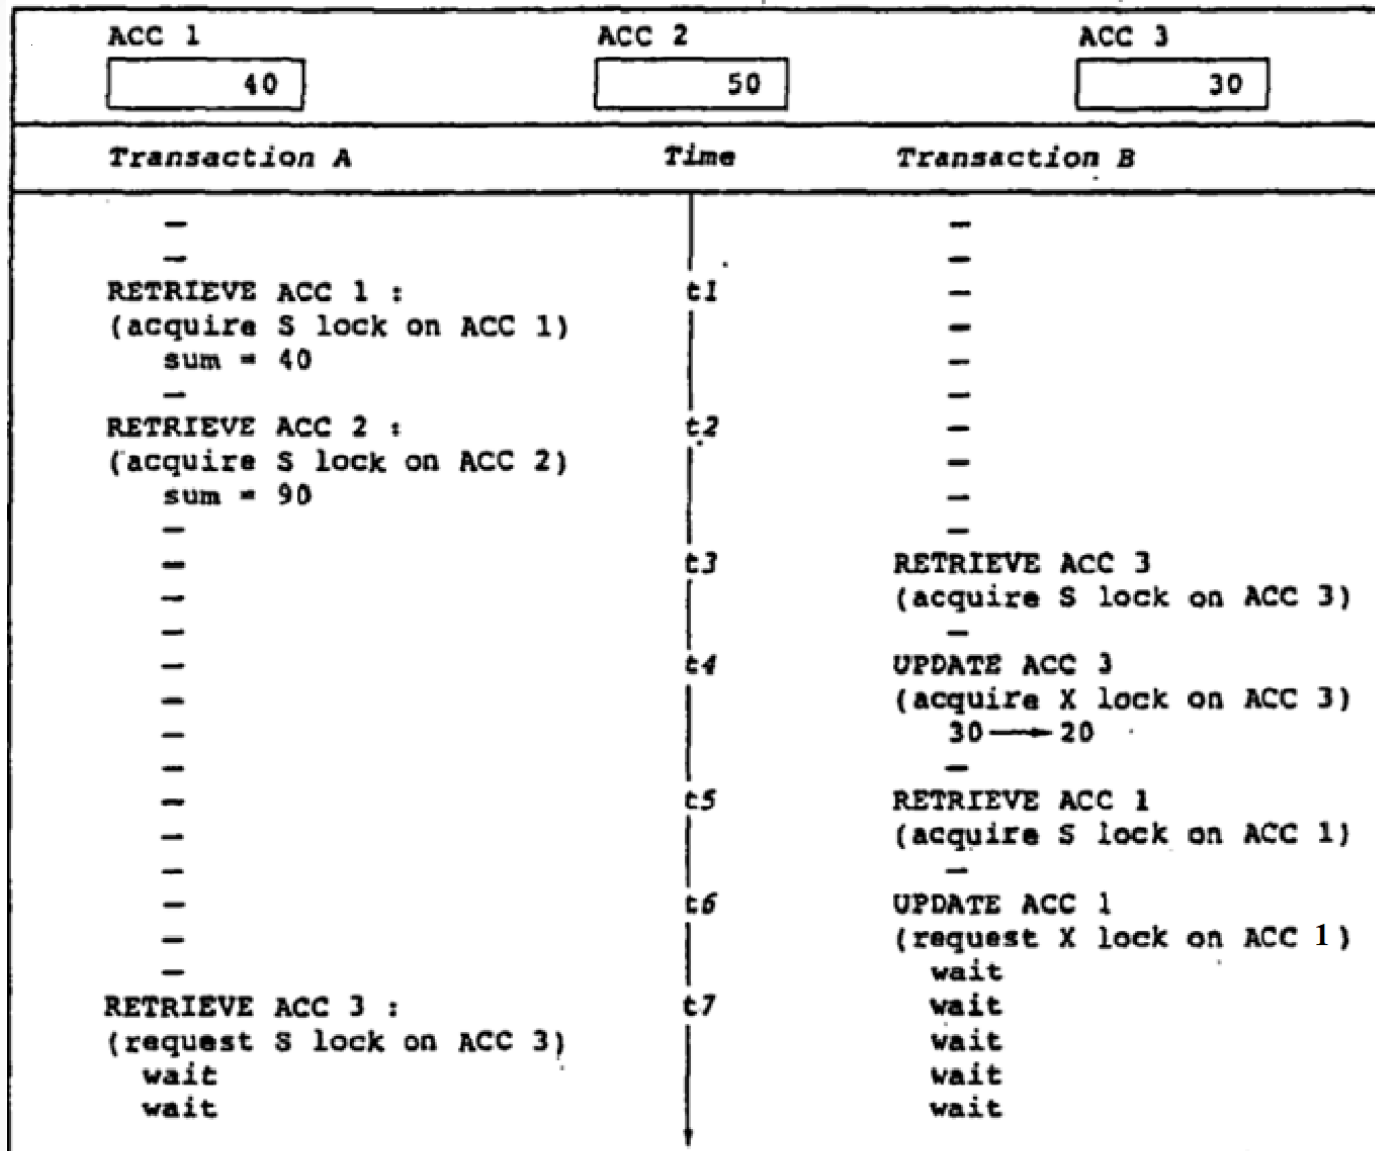 ACC 1 ACC 2 ACC 3
40 50 30
Transaction A Time Transaction B
– –
– –
RETRIEVE ACC 1 : t1 –
(acquire S lock on ACC 1) –
sum = 40 –
– –
RETRIEVE ACC 2 : t2 –
(acquire S lock on ACC 2) –
sum = 90 –
– –
– t3 RETRIEVE ACC 3
– (acquire S lock on ACC 3)
– –
– t4 UPDATE ACC 3
– (acquire X lock on ACC 3)
– 30 → 20
– –
– t5 RETRIEVE ACC 1
– (acquire S lock on ACC 1)
– –
– t6 UPDATE ACC 1
– (request X lock on ACC 1)
– wait
RETRIEVE ACC 3 : t7 wait
(request S lock on ACC 3) wait
wait wait
wait wait